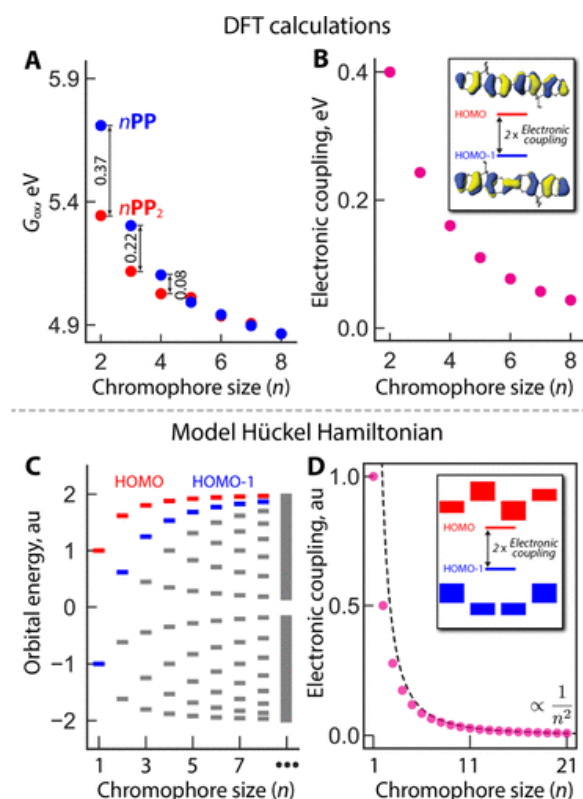 DFT calculations
A
5.9
5.4
4.9
Gox, eV
nPP
nPP2
0.37
0.22
0.08
2 4 6 8
Chromophore size (n)
B
0.4
0.2
0.0
Electronic coupling, eV
HOMO
2 x Electronic
coupling
HOMO-1
2 4 6 8
Chromophore size (n)
Model Hückel Hamiltonian
C
HOMO HOMO-1
2
1
0
−1
−2
Orbital energy, au
1 3 5 7 •••
Chromophore size (n)
D
1.0
0.5
0.0
Electronic coupling, au
HOMO
2 x Electronic
coupling
HOMO-1
∝ 1/n²
1 11 21
Chromophore size (n)